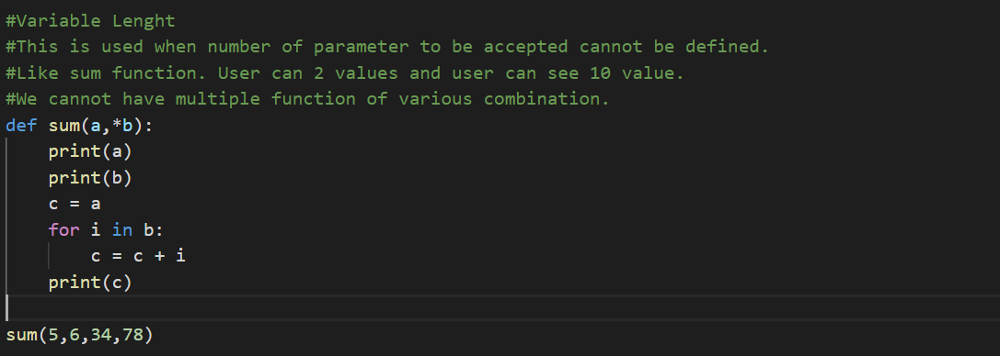 #Variable Lenght
#This is used when number of parameter to be accepted cannot be defined.
#Like sum function. User can 2 values and user can see 10 value.
#We cannot have multiple function of various combination.
def sum(a,*b):
    print(a)
    print(b)
    c = a
    for i in b:
        c = c + i
    print(c)

sum(5,6,34,78)